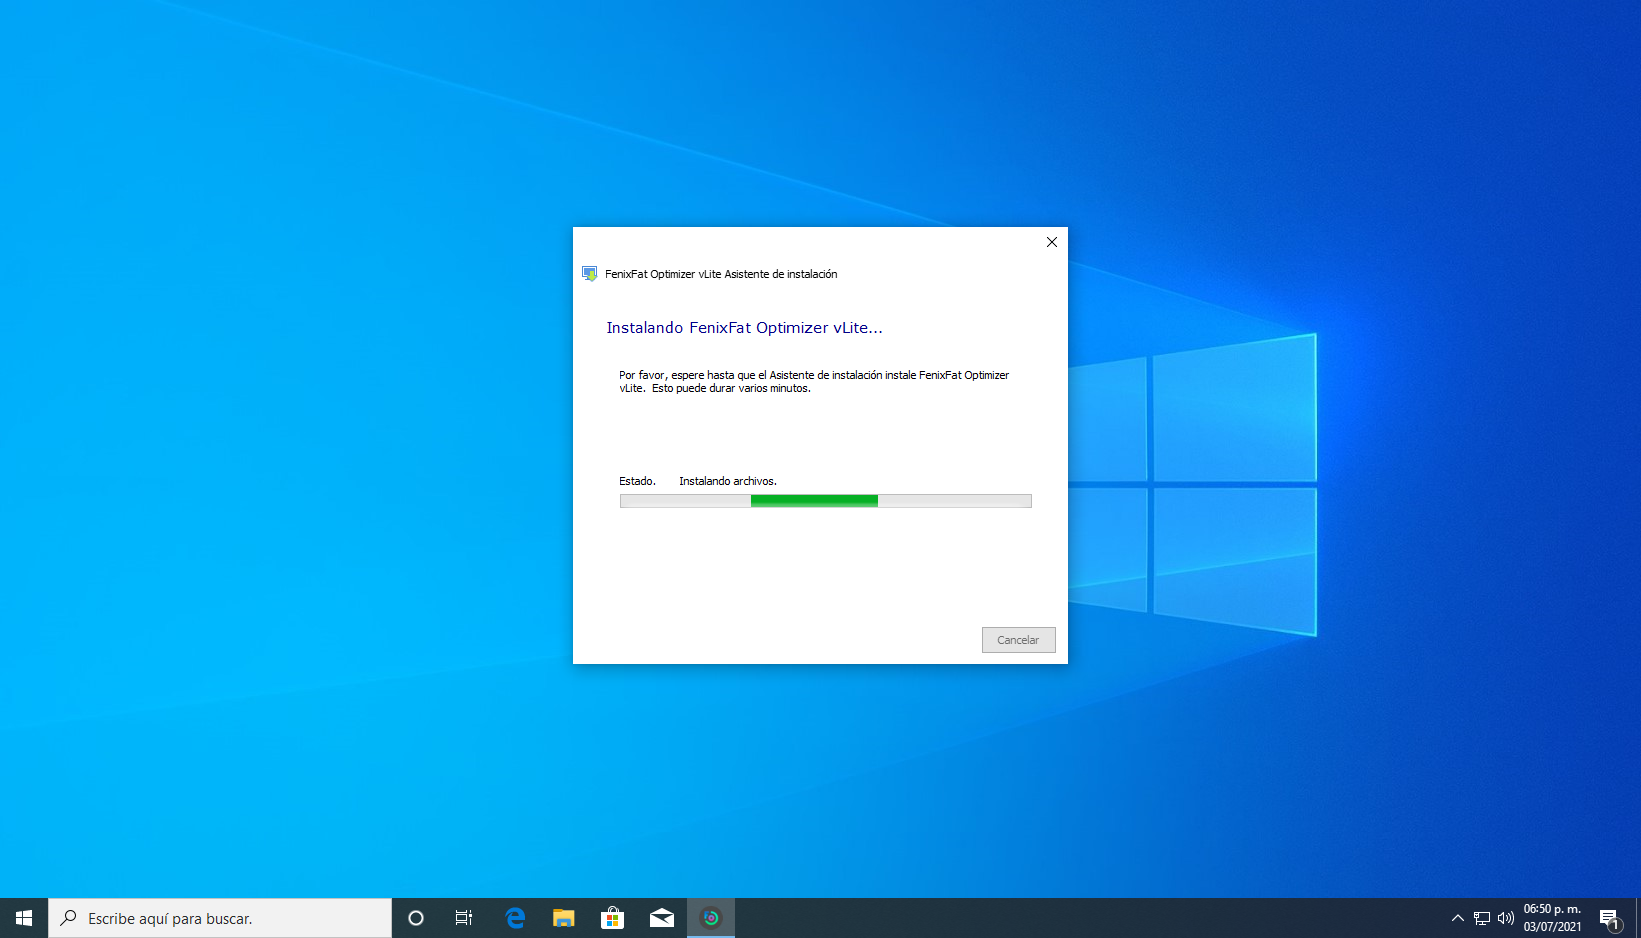 FenixFat Optimizer vLite Asistente de instalación
Instalando FenixFat Optimizer vLite...
Por favor, espere hasta que el Asistente de instalación instale FenixFat Optimizer
vLite. Esto puede durar varios minutos.
Estado. Instalando archivos.
Cancelar
Escribe aquí para buscar.
06:50 p. m.
03/07/2021
1